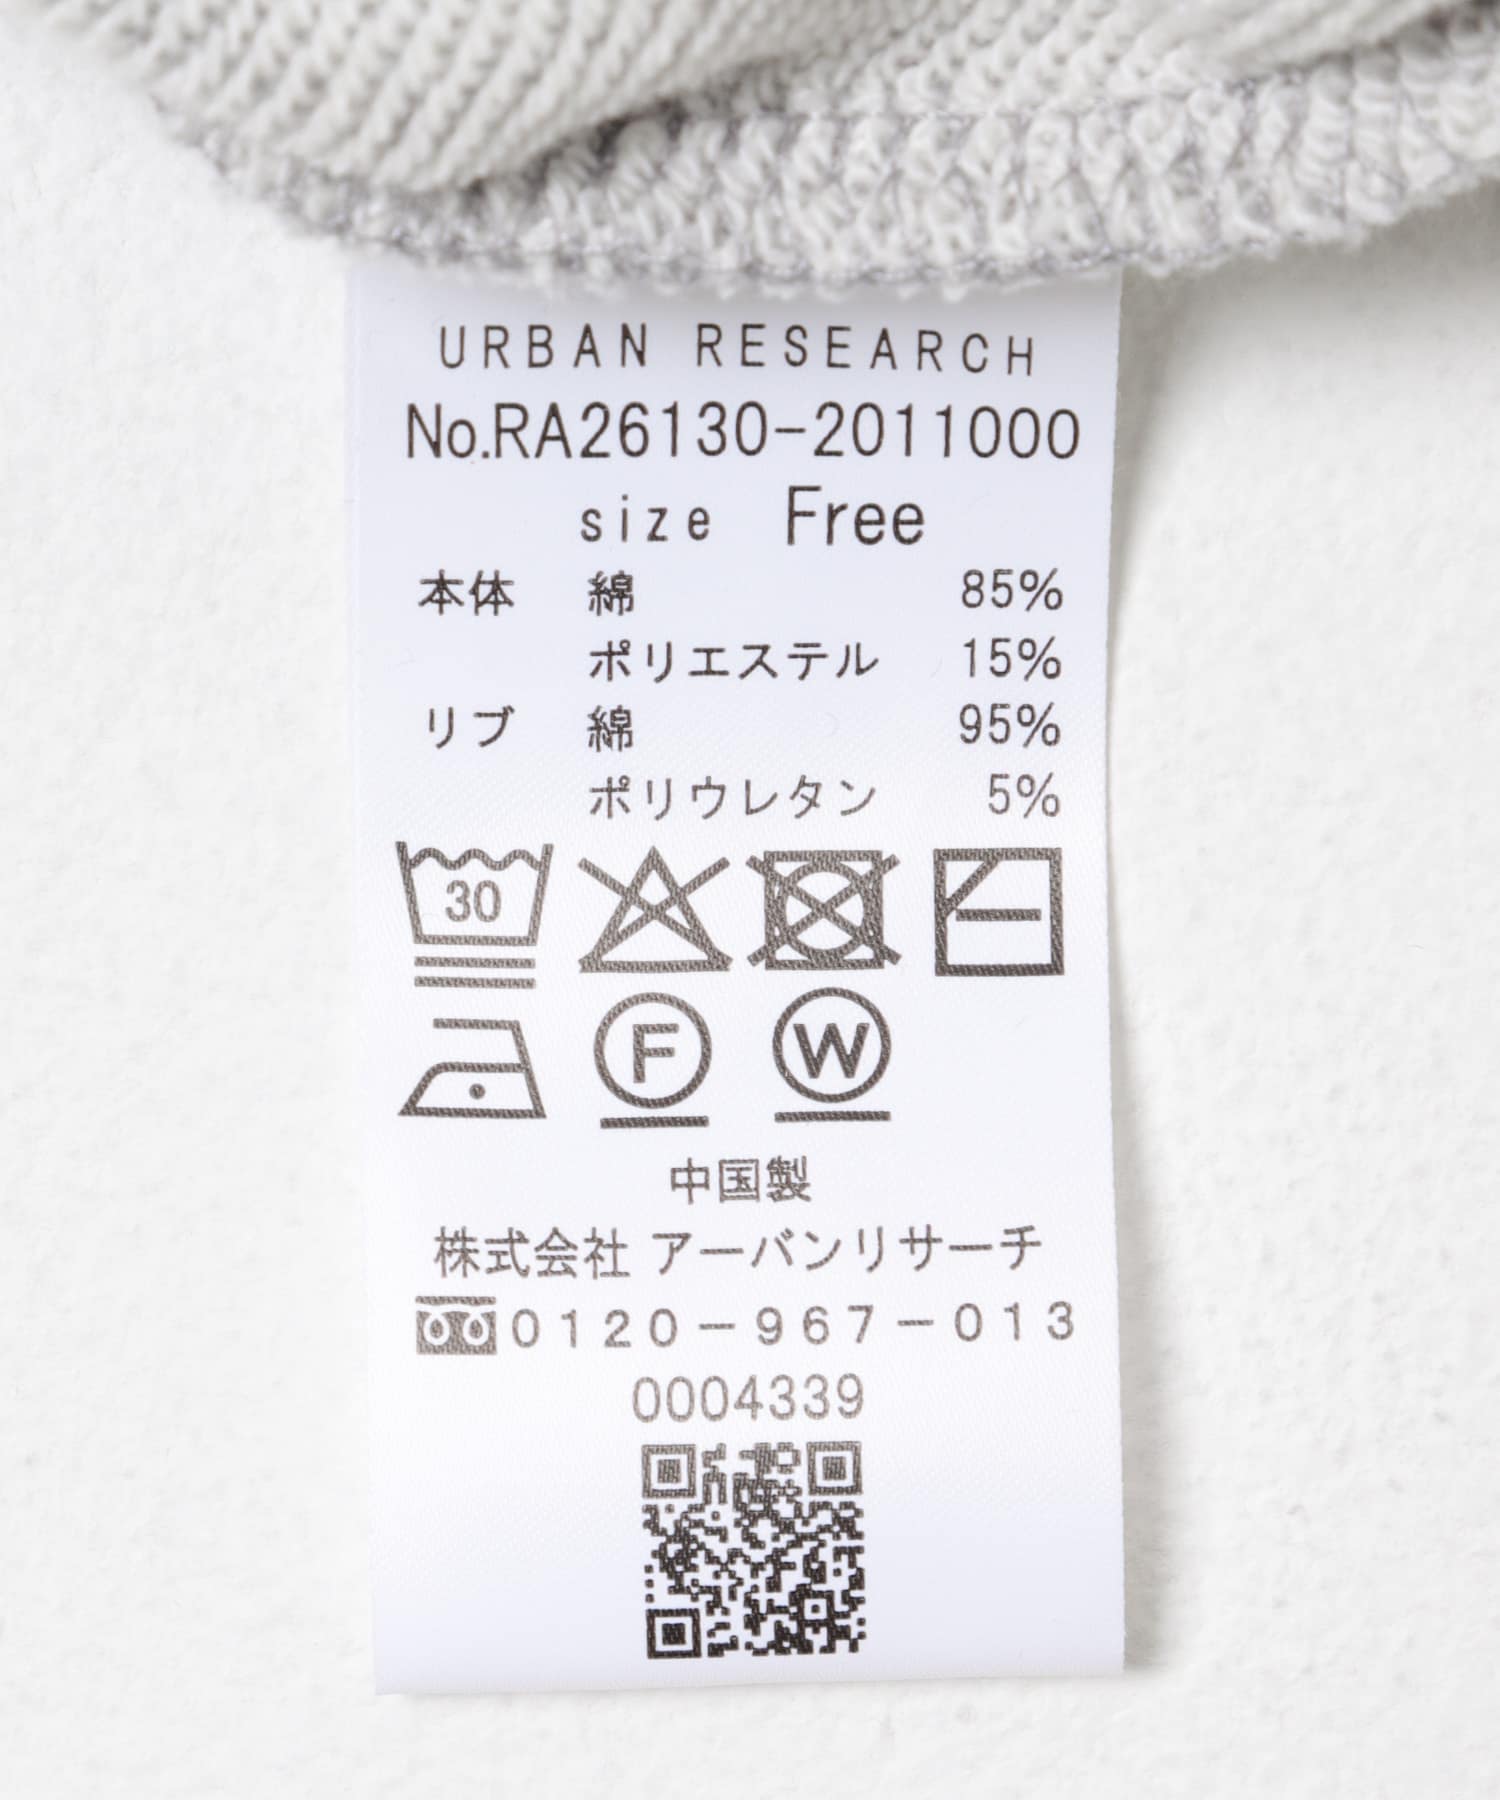 URBAN RESEARCH
No.RA26130-2011000
size Free
本体 綿 85%
ポリエステル 15%
リブ 綿 95%
ポリウレタン 5%
30
F W
中国製
株式会社 アーバンリサーチ
0120-967-013
0004339